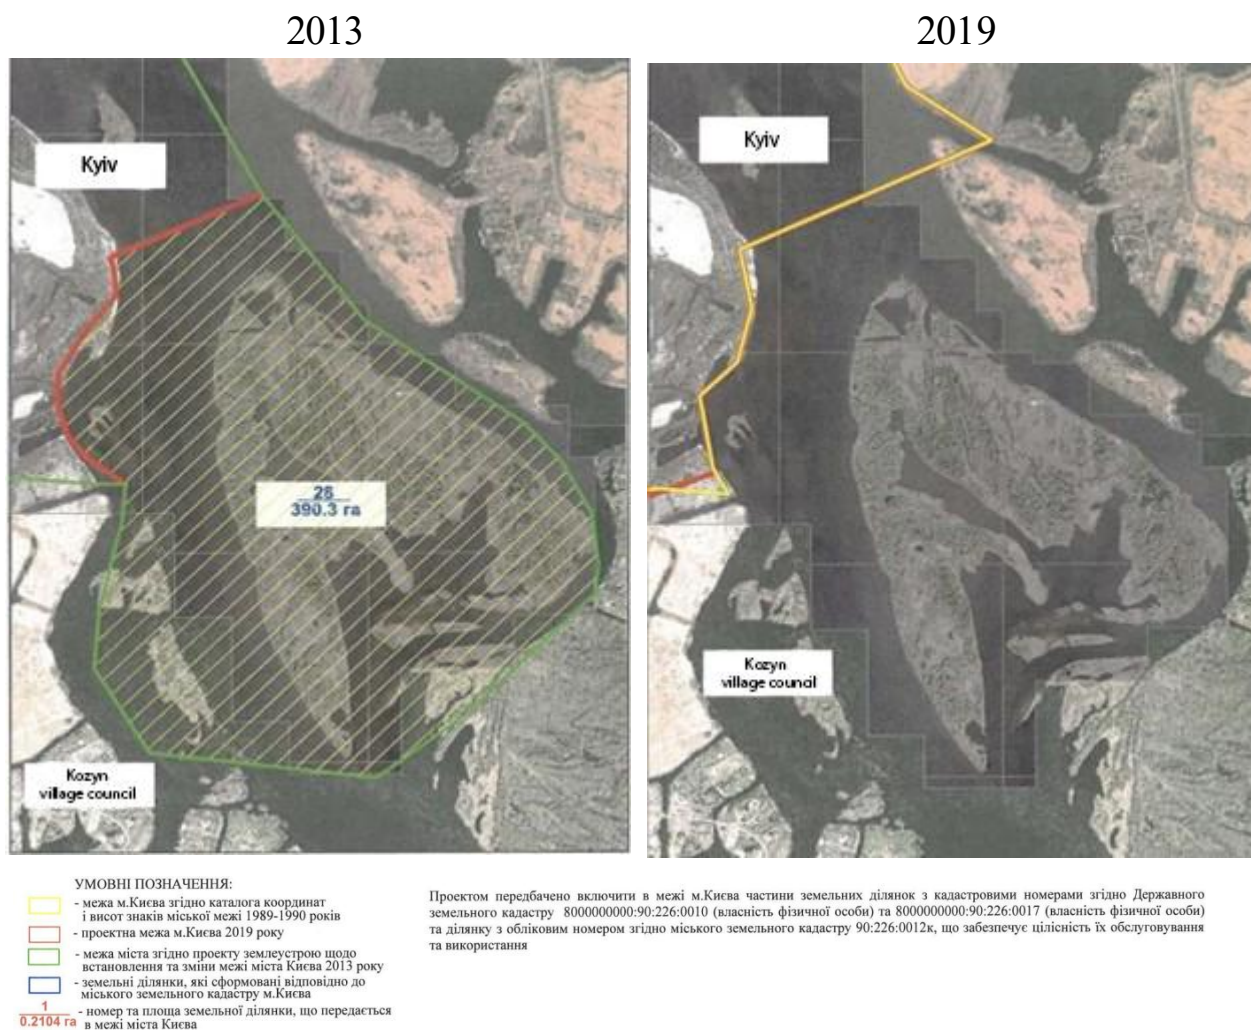 2013
2019
Kyiv
Kyiv
26
390.3 га
Kozyn
village council
Kozyn
village council
УМОВНІ ПОЗНАЧЕННЯ:
- межа м.Києва згідно каталога координат
і висот знаків міської межі 1989-1990 років
- проектна межа м.Києва 2019 року
- межа міста згідно проекту землеустрою щодо
встановлення та зміни межі міста Києва 2013 року
- земельні ділянки, які сформовані відповідно до
міського земельного кадастру м.Києва
1
0.2104 га
- номер та площа земельної ділянки, що передається
в межі міста Києва
Проектом передбачено включити в межі м.Києва частини земельних ділянок з кадастровими номерами згідно Державного
земельного кадастру 8000000000:90:226:0010 (власність фізичної особи) та 8000000000:90:226:0017 (власність фізичної особи)
та ділянку з обліковим номером згідно міського земельного кадастру 90:226:0012к, що забезпечує цілісність їх обслуговування
та використання